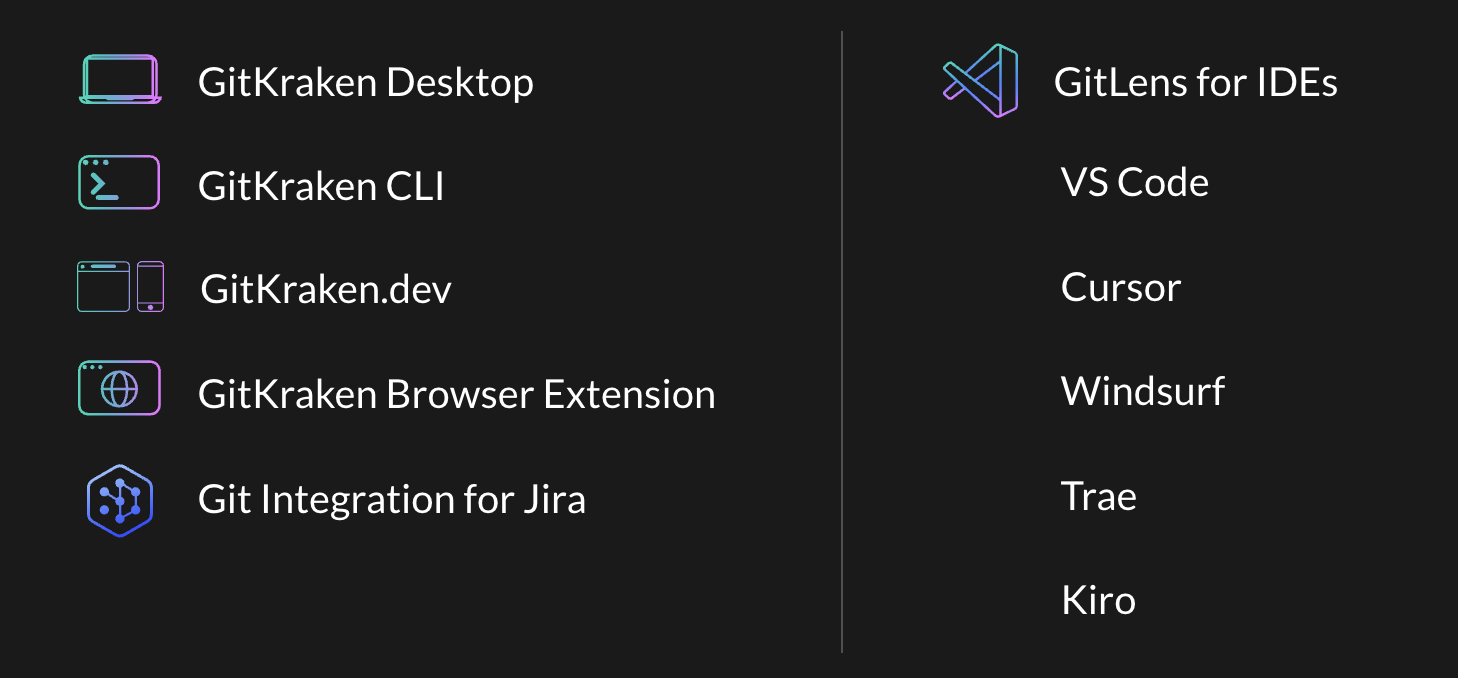 GitKraken Desktop
GitKraken CLI
GitKraken.dev
GitKraken Browser Extension
Git Integration for Jira
GitLens for IDEs
VS Code
Cursor
Windsurf
Trae
Kiro